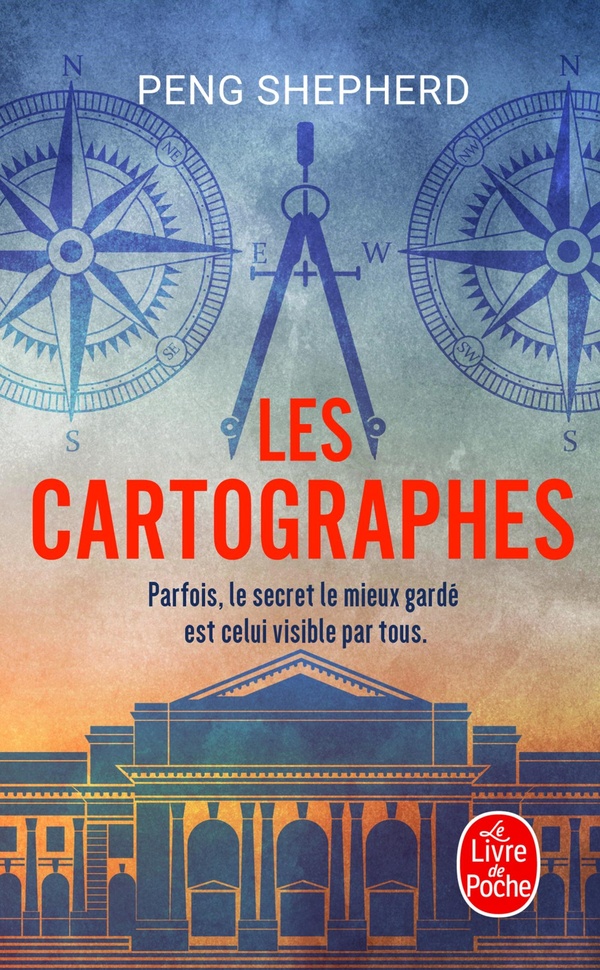 N
N
PENG SHEPHERD
NE
NW
E
W
SE
SW
S
S
LES
CARTOGRAPHES
Parfois, le secret le mieux gardé
est celui visible par tous.
Le
Livre
de
Poche